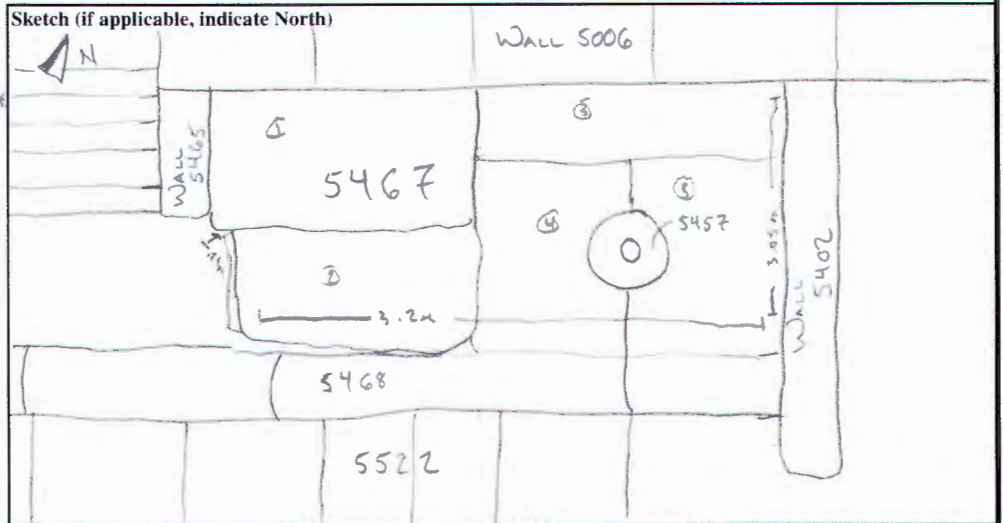 Sketch (if applicable, indicate North)
N
WALL 5006
WALL
5465
5467
③
④
⑤
5457
3.05m
WALL
5402
3.2m
5468
5522